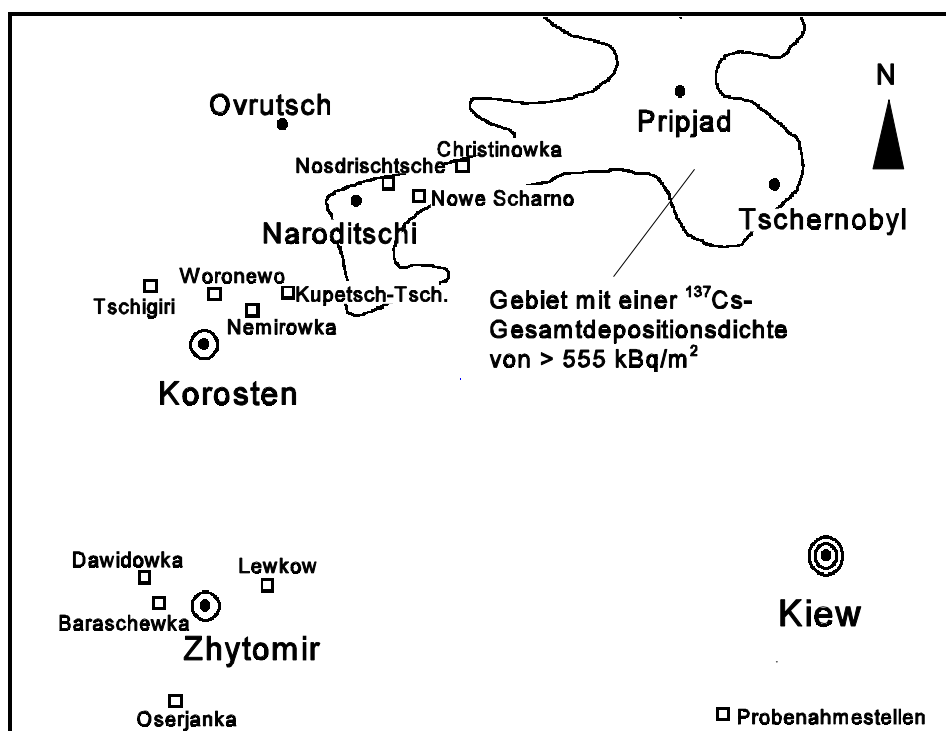 N
Ovrutsch
Pripjad
Christinowka
Nosdrischtsche
Nowe Scharno
Tschernobyl
Naroditschi
Woronewo
Kupetsch-Tsch.
Tschigiri
Nemirowka
Gebiet mit einer ¹³⁷Cs-
Gesamtdepositionsdichte
von > 555 kBq/m²
Korosten
Dawidowka
Lewkow
Baraschewka
Zhytomir
Kiew
Oserjanka
Probenahmestellen